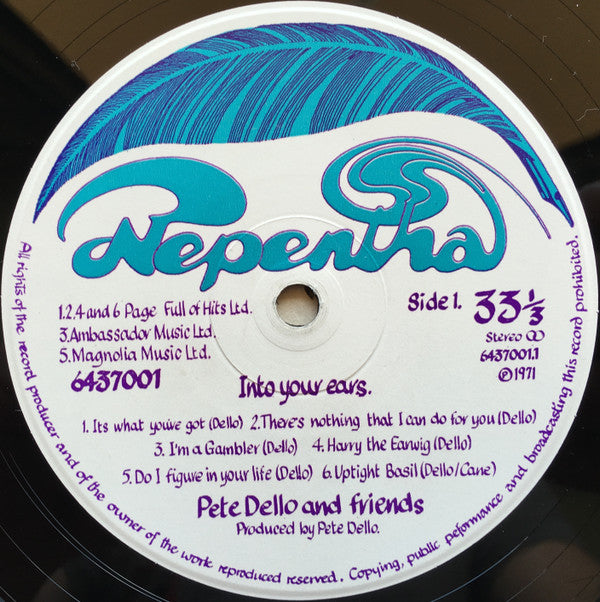 Nepentha
1.2.4 and 6 Page Full of Hits Ltd.
3.Ambassador Music Ltd.
5. Magnolia Music Ltd.
6437001
Side 1. 33 1/3
Stereo
6437001.1
℗1971
Into your ears.
1. Its what youve got (Dello) 2.There's nothing that I can do for you (Dello)
3. I'm a Gambler (Dello) 4. Harry the Earwig (Dello)
5. Do I figure in your life (Dello) 6. Uptight Basil (Dello/Cane)
Pete Dello and friends
Produced by Pete Dello.
All rights of the record producer and of the owner of the work reproduced reserved. Copying, public peformance and broadcasting this record prohibited.